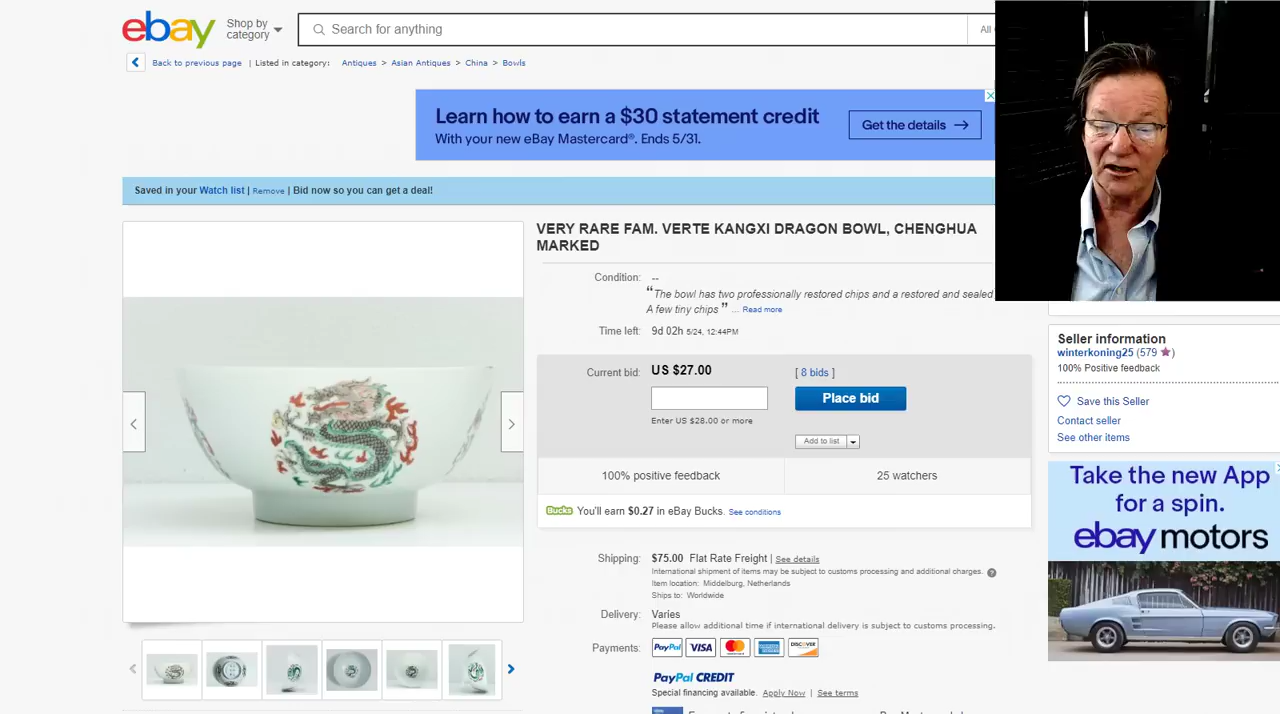 ebay
Shop by
category
Search for anything
All
Back to previous page | Listed in category: Antiques > Asian Antiques > China > Bowls
Learn how to earn a $30 statement credit
With your new eBay Mastercard®. Ends 5/31.
Get the details →
Saved in your Watch list | Remove | Bid now so you can get a deal!
VERY RARE FAM. VERTE KANGXI DRAGON BOWL, CHENGHUA
MARKED
Condition: --
“The bowl has two professionally restored chips and a restored and sealed
A few tiny chips ” ... Read more
Time left: 9d 02h 5/24, 12:44PM
Current bid: US $27.00 [ 8 bids ]
Place bid
Enter US $28.00 or more
Add to list
100% positive feedback
25 watchers
Bucks You'll earn $0.27 in eBay Bucks. See conditions
Shipping: $75.00 Flat Rate Freight | See details
International shipment of items may be subject to customs processing and additional charges. ?
Item location: Middelburg, Netherlands
Ships to: Worldwide
Delivery: Varies
Please allow additional time if international delivery is subject to customs processing.
Payments: PayPal VISA MasterCard AMERICAN EXPRESS DISCOVER
PayPal CREDIT
Special financing available. Apply Now | See terms
Seller information
winterkoning25 (579 ★)
100% Positive feedback
Save this Seller
Contact seller
See other items
Take the new App
for a spin.
ebay motors